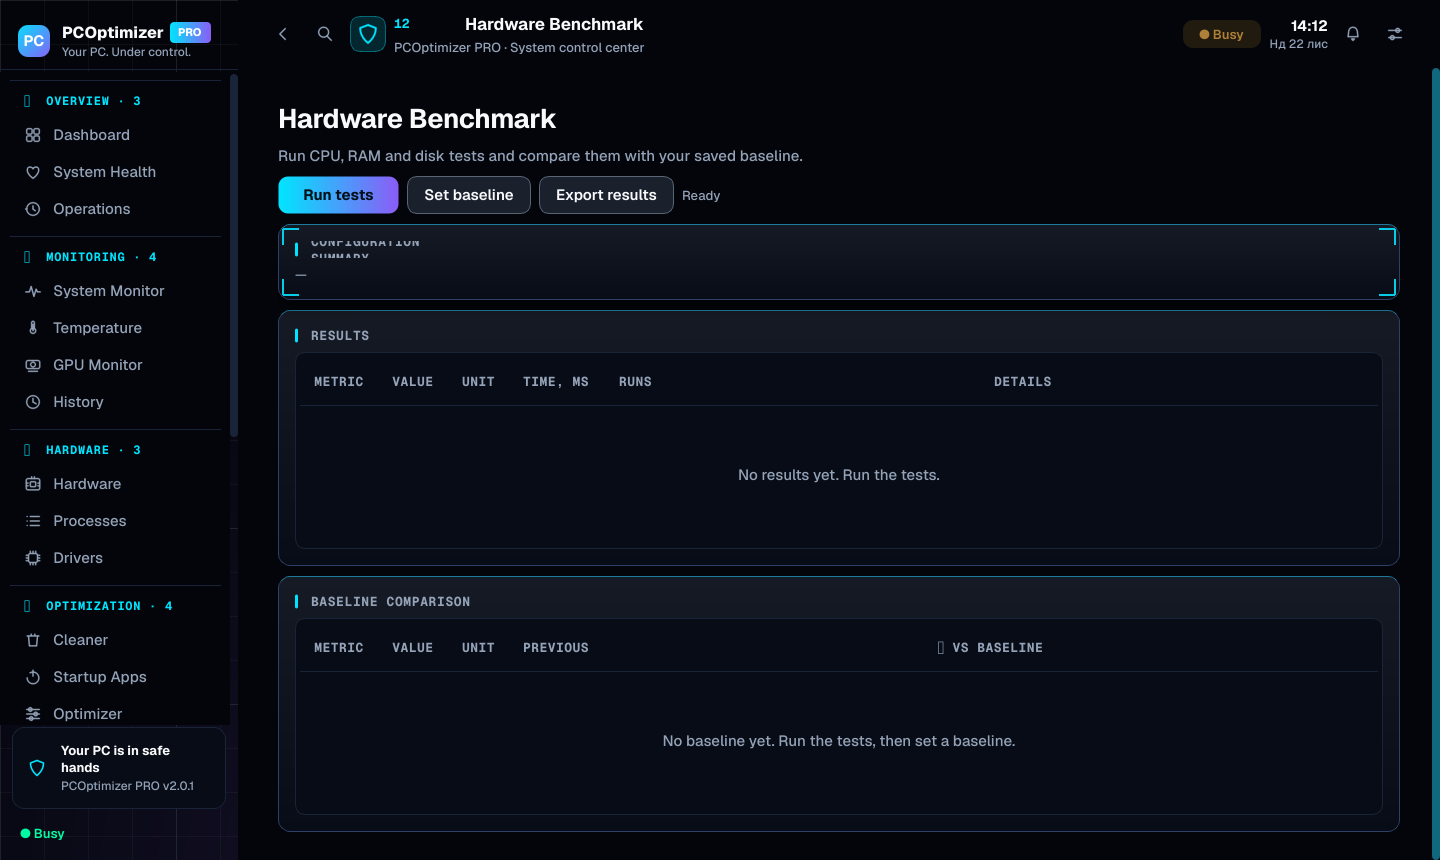 PC
PCOptimizer PRO
Your PC. Under control.
OVERVIEW · 3
Dashboard
System Health
Operations
MONITORING · 4
System Monitor
Temperature
GPU Monitor
History
HARDWARE · 3
Hardware
Processes
Drivers
OPTIMIZATION · 4
Cleaner
Startup Apps
Optimizer
Your PC is in safe
hands
PCOptimizer PRO v2.0.1
Busy
12 Hardware Benchmark
PCOptimizer PRO · System control center
Busy
14:12
Нд 22 лис
Hardware Benchmark
Run CPU, RAM and disk tests and compare them with your saved baseline.
Run tests Set baseline Export results Ready
CONFIGURATION
SUMMARY
—
RESULTS
METRIC VALUE UNIT TIME, MS RUNS DETAILS
No results yet. Run the tests.
BASELINE COMPARISON
METRIC VALUE UNIT PREVIOUS VS BASELINE
No baseline yet. Run the tests, then set a baseline.